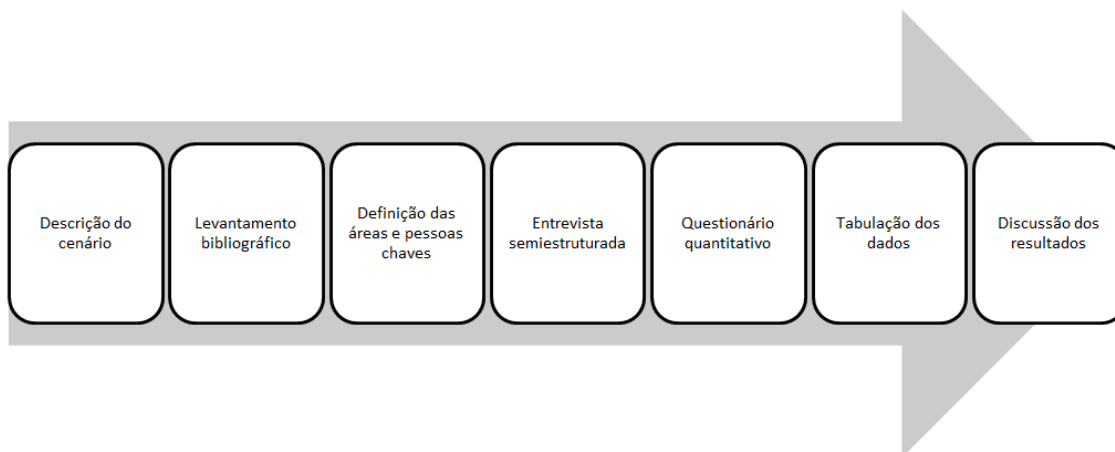 Descrição do
cenário
Levantamento
bibliográfico
Definição das
áreas e pessoas
chaves
Entrevista
semiestruturada
Questionário
quantitativo
Tabulação dos
dados
Discussão dos
resultados